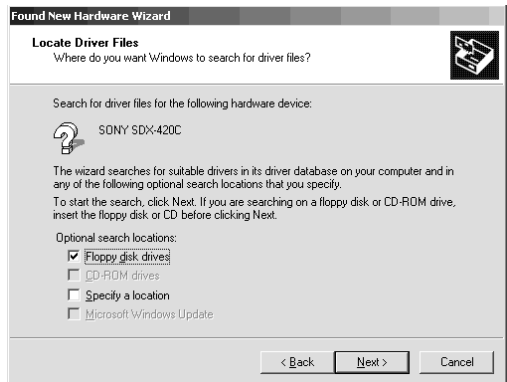 Found New Hardware Wizard
Locate Driver Files
Where do you want Windows to search for driver files?
Search for driver files for the following hardware device:
SONY SDX-420C
The wizard searches for suitable drivers in its driver database on your computer and in
any of the following optional search locations that you specify.
To start the search, click Next. If you are searching on a floppy disk or CD-ROM drive,
insert the floppy disk or CD before clicking Next.
Optional search locations:
Floppy disk drives
CD-ROM drives
Specify a location
Microsoft Windows Update
< Back Next > Cancel